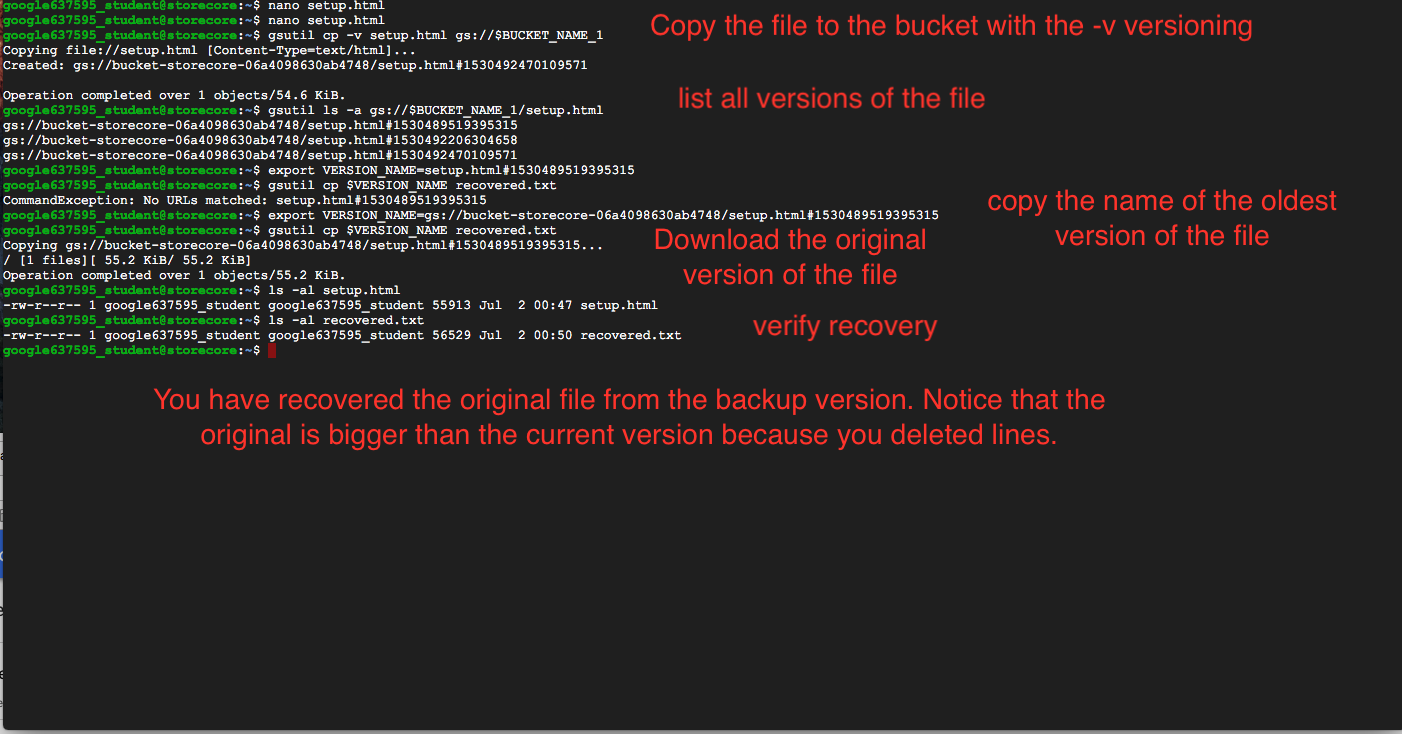 google637595_student@storecore:~$ nano setup.html
google637595_student@storecore:~$ nano setup.html
google637595_student@storecore:~$ gsutil cp -v setup.html gs://$BUCKET_NAME_1
Copy the file to the bucket with the -v versioning
Copying file://setup.html [Content-Type=text/html]...
Created: gs://bucket-storecore-06a4098630ab4748/setup.html#1530492470109571
Operation completed over 1 objects/54.6 KiB.
google637595_student@storecore:~$ gsutil ls -a gs://$BUCKET_NAME_1/setup.html
list all versions of the file
gs://bucket-storecore-06a4098630ab4748/setup.html#1530489519395315
gs://bucket-storecore-06a4098630ab4748/setup.html#1530492206304658
gs://bucket-storecore-06a4098630ab4748/setup.html#1530492470109571
google637595_student@storecore:~$ export VERSION_NAME=setup.html#1530489519395315
google637595_student@storecore:~$ gsutil cp $VERSION_NAME recovered.txt
CommandException: No URLs matched: setup.html#1530489519395315
google637595_student@storecore:~$ export VERSION_NAME=gs://bucket-storecore-06a4098630ab4748/setup.html#1530489519395315
copy the name of the oldest
version of the file
google637595_student@storecore:~$ gsutil cp $VERSION_NAME recovered.txt
Copying gs://bucket-storecore-06a4098630ab4748/setup.html#1530489519395315...
/ [1 files][ 55.2 KiB/ 55.2 KiB]
Operation completed over 1 objects/55.2 KiB.
Download the original
version of the file
google637595_student@storecore:~$ ls -al setup.html
-rw-r--r-- 1 google637595_student google637595_student 55913 Jul  2 00:47 setup.html
google637595_student@storecore:~$ ls -al recovered.txt
-rw-r--r-- 1 google637595_student google637595_student 56529 Jul  2 00:50 recovered.txt
verify recovery
google637595_student@storecore:~$
You have recovered the original file from the backup version. Notice that the
original is bigger than the current version because you deleted lines.